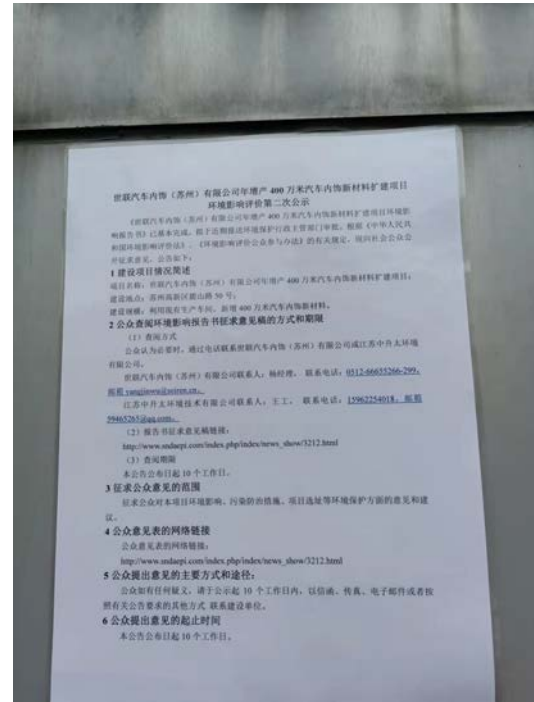 世联汽车内饰（苏州）有限公司年增产 400 万米汽车内饰新材料扩建项目
环境影响评价第二次公示
《世联汽车内饰（苏州）有限公司年增产 400 万米汽车内饰新材料扩建项目环境影
响报告书》已基本完成，拟于近期报送环境保护行政主管部门审批。根据《中华人民共
和国环境影响评价法》、《环境影响评价公众参与办法》的有关规定，现向社会公众公
开征求意见，公告如下：
1 建设项目情况简述
项目名称：世联汽车内饰（苏州）有限公司年增产 400 万米汽车内饰新材料扩建项目；
建设地点：苏州高新区鹿山路 50 号；
建设规模：利用现有生产车间，新增 400 万米汽车内饰新材料。
2 公众查阅环境影响报告书征求意见稿的方式和期限
（1）查阅方式
公众认为必要时，通过电话联系世联汽车内饰（苏州）有限公司或江苏中升太环境
有限公司。
世联汽车内饰（苏州）有限公司联系人：杨经理， 联系电话：0512-66655266-299，
邮箱 yangjinwu@seiren.cn。
江苏中升太环境技术有限公司联系人：王工， 联系电话：15962254018， 邮箱
59465265@qq.com。
（2）报告书征求意见稿链接：
http://www.sndaepi.com/index.php/index/news_show/3212.html
（3）查阅期限
本公告公布日起 10 个工作日。
3 征求公众意见的范围
征求公众对本项目环境影响、污染防治措施、项目选址等环境保护方面的意见和建
议。
4 公众意见表的网络链接
公众意见表的网络链接：
http://www.sndaepi.com/index.php/index/news_show/3212.html
5 公众提出意见的主要方式和途径：
公众如有任何疑义，请于公示起 10 个工作日内，以信函、传真、电子邮件或者按
照有关公告要求的其他方式 联系建设单位。
6 公众提出意见的起止时间
本公告公布日起 10 个工作日。